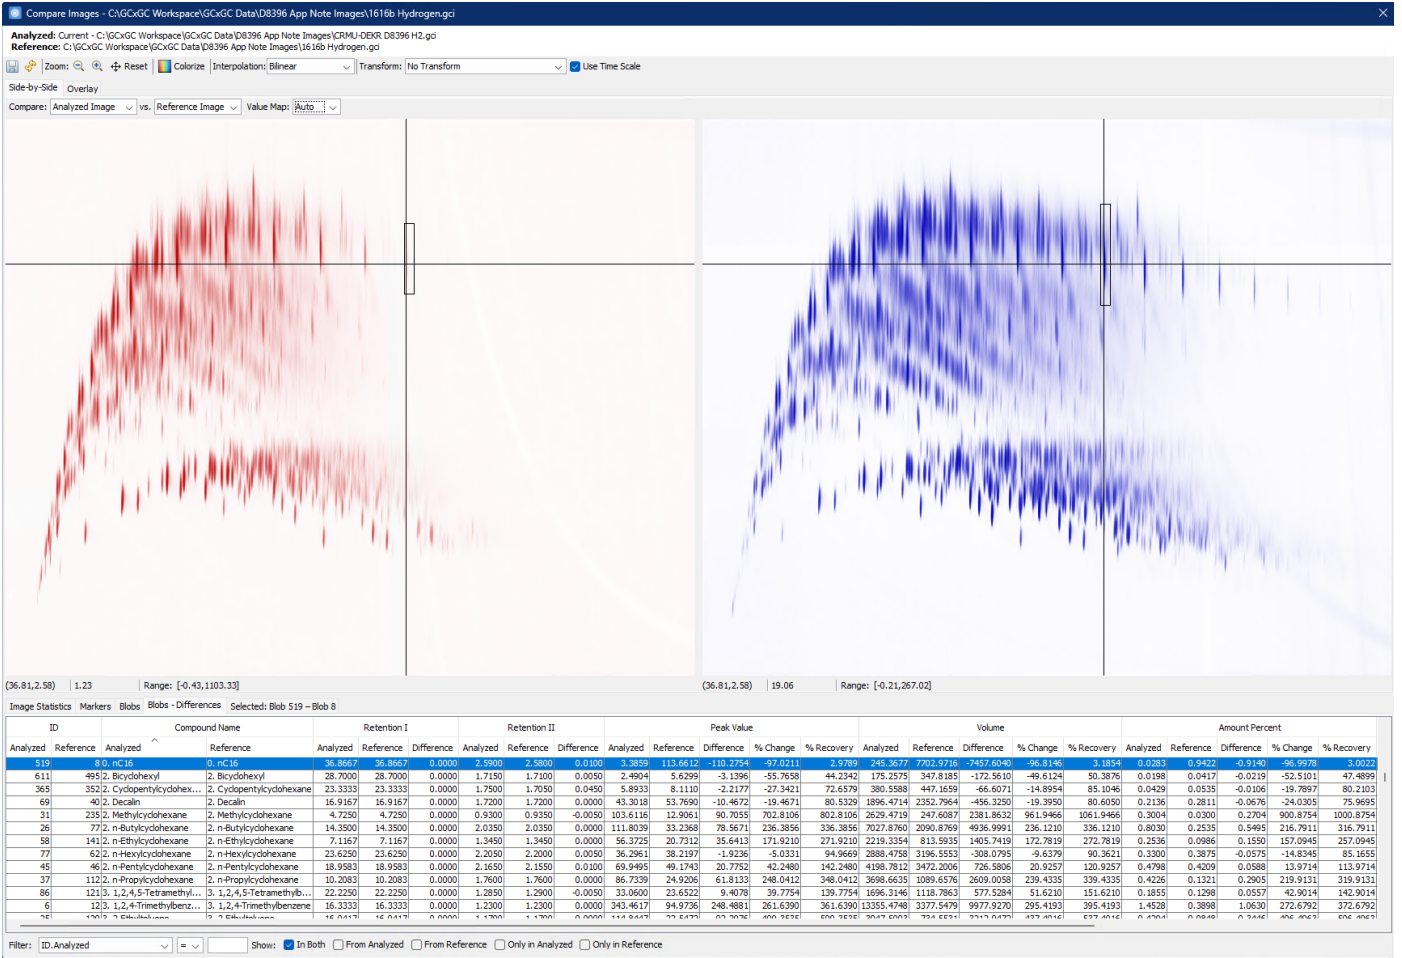 Compare Images - C:\GCxGC Workspace\GCxGC Data\D8396 App Note Images\1616b Hydrogen.gci
Analyzed: Current - C:\GCxGC Workspace\GCxGC Data\D8396 App Note Images\CRMU-DEKR D8396 H2.gci
Reference: C:\GCxGC Workspace\GCxGC Data\D8396 App Note Images\1616b Hydrogen.gci
Zoom: Reset Colorize Interpolation: Bilinear Transform: No Transform Use Time Scale
Side-by-Side Overlay
Compare: Analyzed Image vs. Reference Image Value Map: Auto
(36.81,2.58) 1.23 Range: [-0.43,1103.33] (36.81,2.58) 19.06 Range: [-0.21,267.02]
Image Statistics Markers Blobs Blobs - Differences Selected: Blob 519 – Blob 8
ID Compound Name Retention I Retention II Peak Value Volume Amount Percent
Analyzed Reference Analyzed Reference Analyzed Reference Difference Analyzed Reference Difference Analyzed Reference Difference % Change % Recovery Analyzed Reference Difference % Change % Recovery Analyzed Reference Difference % Change % Recovery
519 8 0. nC16 0. nC16 36.8667 36.8667 0.0000 2.5900 2.5800 0.0100 3.3859 113.6612 -110.2754 -97.0211 2.9789 245.3677 7702.9716 -7457.6040 -96.8146 3.1854 0.0283 0.9422 -0.9140 -96.9978 3.0022
611 495 2. Bicyclohexyl 2. Bicyclohexyl 28.7000 28.7000 0.0000 1.7150 1.7100 0.0050 2.4904 5.6299 -3.1396 -55.7658 44.2342 175.2575 347.8185 -172.5610 -49.6124 50.3876 0.0198 0.0417 -0.0219 -52.5101 47.4899
365 352 2. Cyclopentylcyclohex... 2. Cyclopentylcyclohexane 23.3333 23.3333 0.0000 1.7500 1.7050 0.0450 5.8933 8.1110 -2.2177 -27.3421 72.6579 380.5588 447.1659 -66.6071 -14.8954 85.1046 0.0429 0.0535 -0.0106 -19.7897 80.2103
69 40 2. Decalin 2. Decalin 16.9167 16.9167 0.0000 1.7200 1.7200 0.0000 43.3018 53.7690 -10.4672 -19.4671 80.5329 1896.4714 2352.7964 -456.3250 -19.3950 80.6050 0.2136 0.2811 -0.0676 -24.0305 75.9695
31 235 2. Methylcyclohexane 2. Methylcyclohexane 4.7250 4.7250 0.0000 0.9300 0.9350 -0.0050 103.6116 12.9061 90.7055 702.8106 802.8106 2629.4719 247.6087 2381.8632 961.9466 1061.9466 0.3004 0.0300 0.2704 900.8754 1000.8754
26 77 2. n-Butylcyclohexane 2. n-Butylcyclohexane 14.3500 14.3500 0.0000 2.0350 2.0350 0.0000 111.8039 33.2368 78.5671 236.3856 336.3856 7027.8760 2090.8769 4936.9991 236.1210 336.1210 0.8030 0.2535 0.5495 216.7911 316.7911
58 141 2. n-Ethylcyclohexane 2. n-Ethylcyclohexane 7.1167 7.1167 0.0000 1.3450 1.3450 0.0000 56.3725 20.7312 35.6413 171.9210 271.9210 2219.3354 813.5935 1405.7419 172.7819 272.7819 0.2536 0.0986 0.1550 157.0945 257.0945
77 62 2. n-Hexylcyclohexane 2. n-Hexylcyclohexane 23.6250 23.6250 0.0000 2.2050 2.2000 0.0050 36.2961 38.2197 -1.9236 -5.0331 94.9669 2888.4758 3196.5553 -308.0795 -9.6379 90.3621 0.3300 0.3875 -0.0575 -14.8345 85.1655
45 46 2. n-Pentylcyclohexane 2. n-Pentylcyclohexane 18.9583 18.9583 0.0000 2.1650 2.1550 0.0100 69.9495 49.1743 20.7752 42.2480 142.2480 4198.7812 3472.2006 726.5806 20.9257 120.9257 0.4798 0.4209 0.0588 13.9714 113.9714
37 112 2. n-Propylcyclohexane 2. n-Propylcyclohexane 10.2083 10.2083 0.0000 1.7600 1.7600 0.0000 86.7339 24.9206 61.8133 248.0412 348.0412 3698.6635 1089.6576 2609.0058 239.4335 339.4335 0.4226 0.1321 0.2905 219.9131 319.9131
86 121 3. 1,2,4,5-Tetramethyl... 3. 1,2,4,5-Tetramethylb... 22.2250 22.2250 0.0000 1.2850 1.2900 -0.0050 33.0600 23.6522 9.4078 39.7754 139.7754 1696.3146 1118.7863 577.5284 51.6210 151.6210 0.1855 0.1298 0.0557 42.9014 142.9014
6 12 3. 1,2,4-Trimethylbenz... 3. 1,2,4-Trimethylbenzene 16.3333 16.3333 0.0000 1.2300 1.2300 0.0000 343.4617 94.9736 248.4881 261.6390 361.6390 13355.4748 3377.5479 9977.9270 295.4193 395.4193 1.4528 0.3898 1.0630 272.6792 372.6792
Filter: ID.Analyzed = Show: In Both From Analyzed From Reference Only in Analyzed Only in Reference